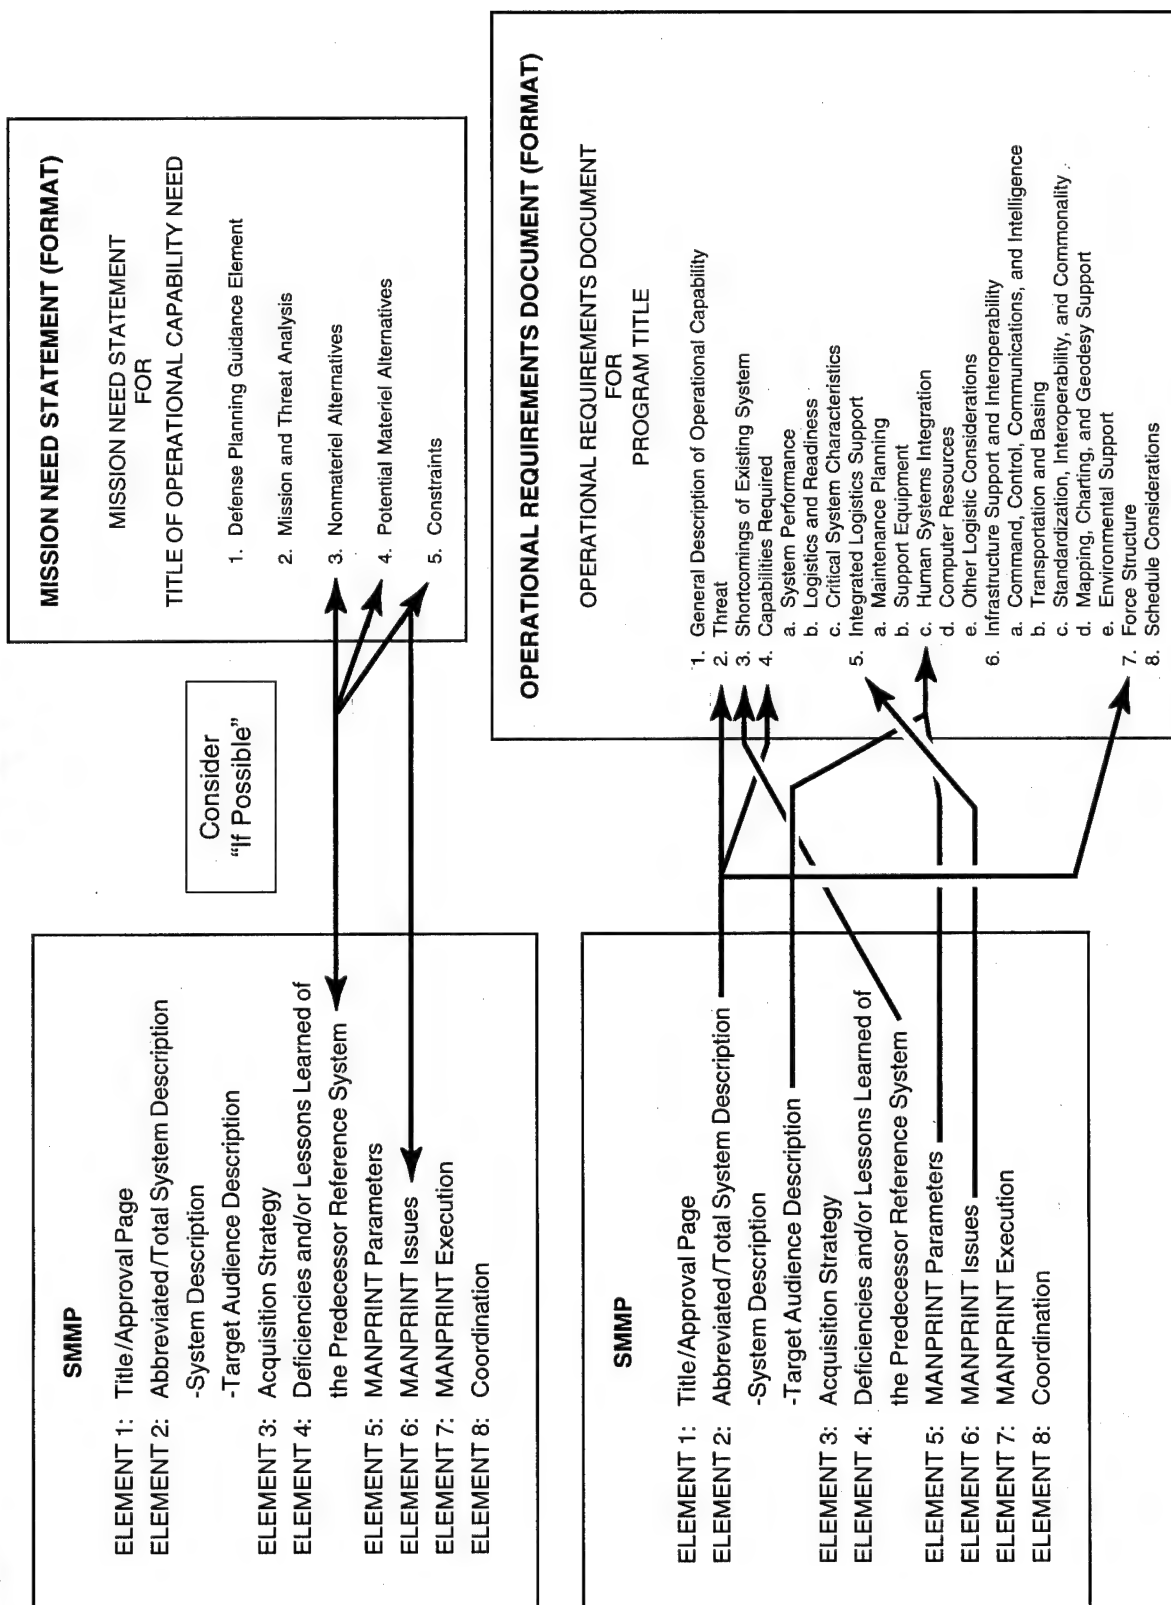 SMMP
ELEMENT 1: Title/Approval Page
ELEMENT 2: Abbreviated/Total System Description
-System Description
-Target Audience Description
ELEMENT 3: Acquisition Strategy
ELEMENT 4: Deficiencies and/or Lessons Learned of
the Predecessor Reference System
ELEMENT 5: MANPRINT Parameters
ELEMENT 6: MANPRINT Issues
ELEMENT 7: MANPRINT Execution
ELEMENT 8: Coordination
Consider
"If Possible"
MISSION NEED STATEMENT (FORMAT)
MISSION NEED STATEMENT
FOR
TITLE OF OPERATIONAL CAPABILITY NEED
1. Defense Planning Guidance Element
2. Mission and Threat Analysis
3. Nonmateriel Alternatives
4. Potential Materiel Alternatives
5. Constraints
SMMP
ELEMENT 1: Title/Approval Page
ELEMENT 2: Abbreviated/Total System Description
-System Description
-Target Audience Description
ELEMENT 3: Acquisition Strategy
ELEMENT 4: Deficiencies and/or Lessons Learned of
the Predecessor Reference System
ELEMENT 5: MANPRINT Parameters
ELEMENT 6: MANPRINT Issues
ELEMENT 7: MANPRINT Execution
ELEMENT 8: Coordination
OPERATIONAL REQUIREMENTS DOCUMENT (FORMAT)
OPERATIONAL REQUIREMENTS DOCUMENT
FOR
PROGRAM TITLE
1. General Description of Operational Capability
2. Threat
3. Shortcomings of Existing System
4. Capabilities Required
a. System Performance
b. Logistics and Readiness
c. Critical System Characteristics
5. Integrated Logistics Support
a. Maintenance Planning
b. Support Equipment
c. Human Systems Integration
d. Computer Resources
e. Other Logistic Considerations
6. Infrastructure Support and Interoperability
a. Command, Control, Communications, and Intelligence
b. Transportation and Basing
c. Standardization, Interoperability, and Commonality
d. Mapping, Charting, and Geodesy Support
e. Environmental Support
7. Force Structure
8. Schedule Considerations